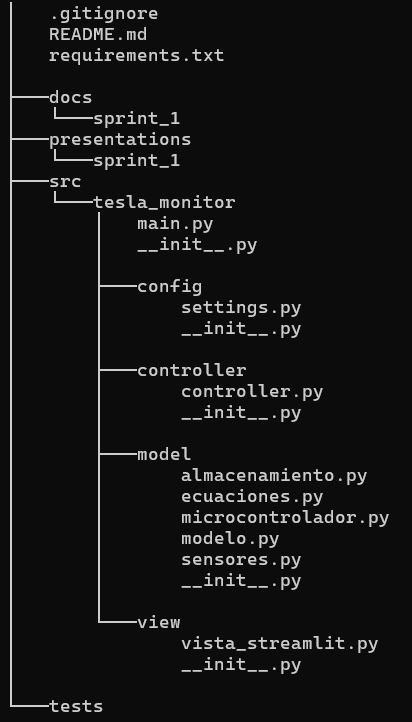 .gitignore
README.md
requirements.txt
docs
sprint_1
presentations
sprint_1
src
tesla_monitor
main.py
__init__.py
config
settings.py
__init__.py
controller
controller.py
__init__.py
model
almacenamiento.py
ecuaciones.py
microcontrolador.py
modelo.py
sensores.py
__init__.py
view
vista_streamlit.py
__init__.py
tests